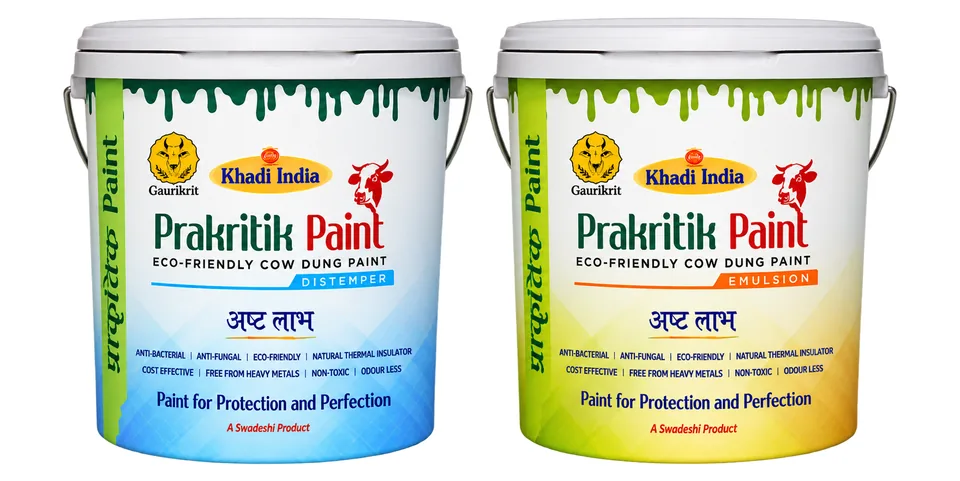 प्राकृतिक Paint
Gaurikrit
Khadi India
Prakritik Paint
ECO-FRIENDLY COW DUNG PAINT
DISTEMPER
अष्ट लाभ
ANTI-BACTERIAL | ANTI-FUNGAL | ECO-FRIENDLY | NATURAL THERMAL INSULATOR
COST EFFECTIVE | FREE FROM HEAVY METALS | NON-TOXIC | ODOUR LESS
Paint for Protection and Perfection
A Swadeshi Product
प्राकृतिक Paint
Gaurikrit
Khadi India
Prakritik Paint
ECO-FRIENDLY COW DUNG PAINT
EMULSION
अष्ट लाभ
ANTI-BACTERIAL | ANTI-FUNGAL | ECO-FRIENDLY | NATURAL THERMAL INSULATOR
COST EFFECTIVE | FREE FROM HEAVY METALS | NON-TOXIC | ODOUR LESS
Paint for Protection and Perfection
A Swadeshi Product